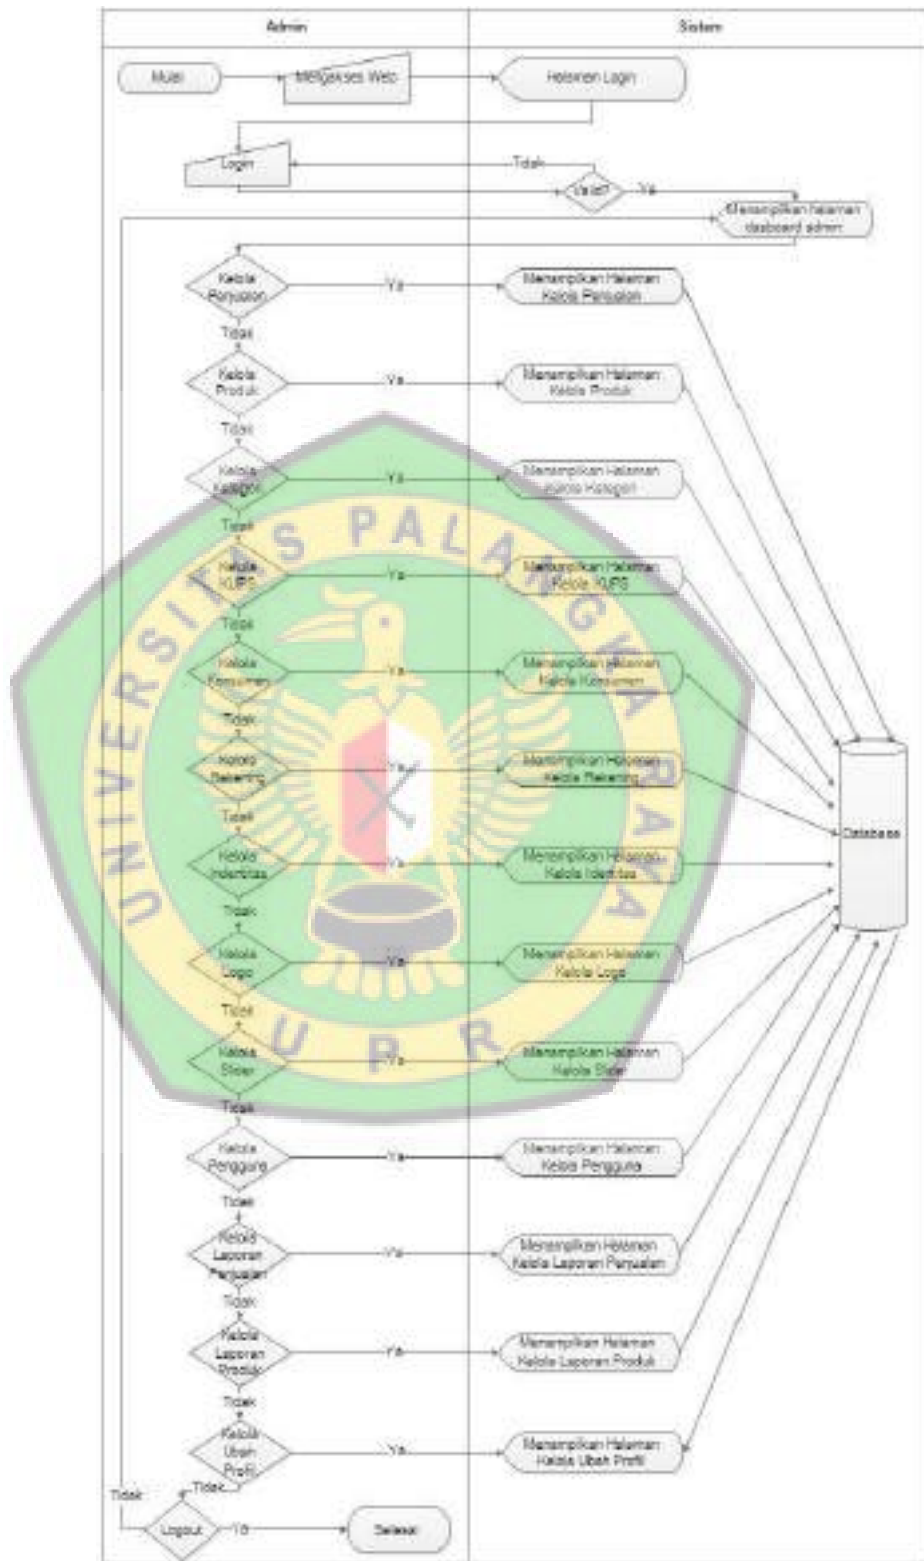 Admin
Sistem
Mulai
Mengakses Web
Halaman Login
Login
Tidak
Valid?
Ya
Menampilkan halaman
dasboard admin
Kelola
Penjualan
Ya
Menampilkan Halaman
Kelola Penjualan
Tidak
Kelola
Produk
Ya
Menampilkan Halaman
Kelola Produk
Tidak
Kelola
Kategori
Ya
Menampilkan Halaman
Kelola Kategori
Tidak
Kelola
KUPS
Ya
Menampilkan Halaman
Kelola KUPS
Tidak
Kelola
Konsumen
Ya
Menampilkan Halaman
Kelola Konsumen
Tidak
Kelola
Rekening
Ya
Menampilkan Halaman
Kelola Rekening
Database
Tidak
Kelola
Indentitas
Ya
Menampilkan Halaman
Kelola Identitas
Tidak
Kelola
Logo
Ya
Menampilkan Halaman
Kelola Logo
Tidak
Kelola
Slider
Ya
Menampilkan Halaman
Kelola Slider
Tidak
Kelola
Pengguna
Ya
Menampilkan Halaman
Kelola Pengguna
Tidak
Kelola
Laporan
Penjualan
Ya
Menampilkan Halaman
Kelola Laporan Penjualan
Tidak
Kelola
Laporan
Produk
Ya
Menampilkan Halaman
Kelola Laporan Produk
Tidak
Kelola
Ubah
Profil
Ya
Menampilkan Halaman
Kelola Ubah Profil
Tidak
Tidak
Logout
Ya
Selesai
UNIVERSITAS PALANGKA RAYA
UPR